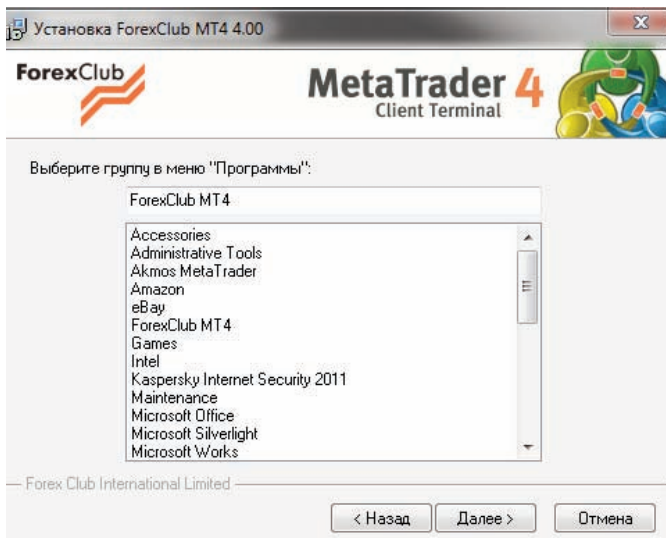 Установка ForexClub MT4 4.00
ForexClub
MetaTrader 4
Client Terminal
Выберите группу в меню "Программы":
ForexClub MT4
Accessories
Administrative Tools
Akmos MetaTrader
Amazon
eBay
ForexClub MT4
Games
Intel
Kaspersky Internet Security 2011
Maintenance
Microsoft Office
Microsoft Silverlight
Microsoft Works
Forex Club International Limited
< Назад Далее > Отмена